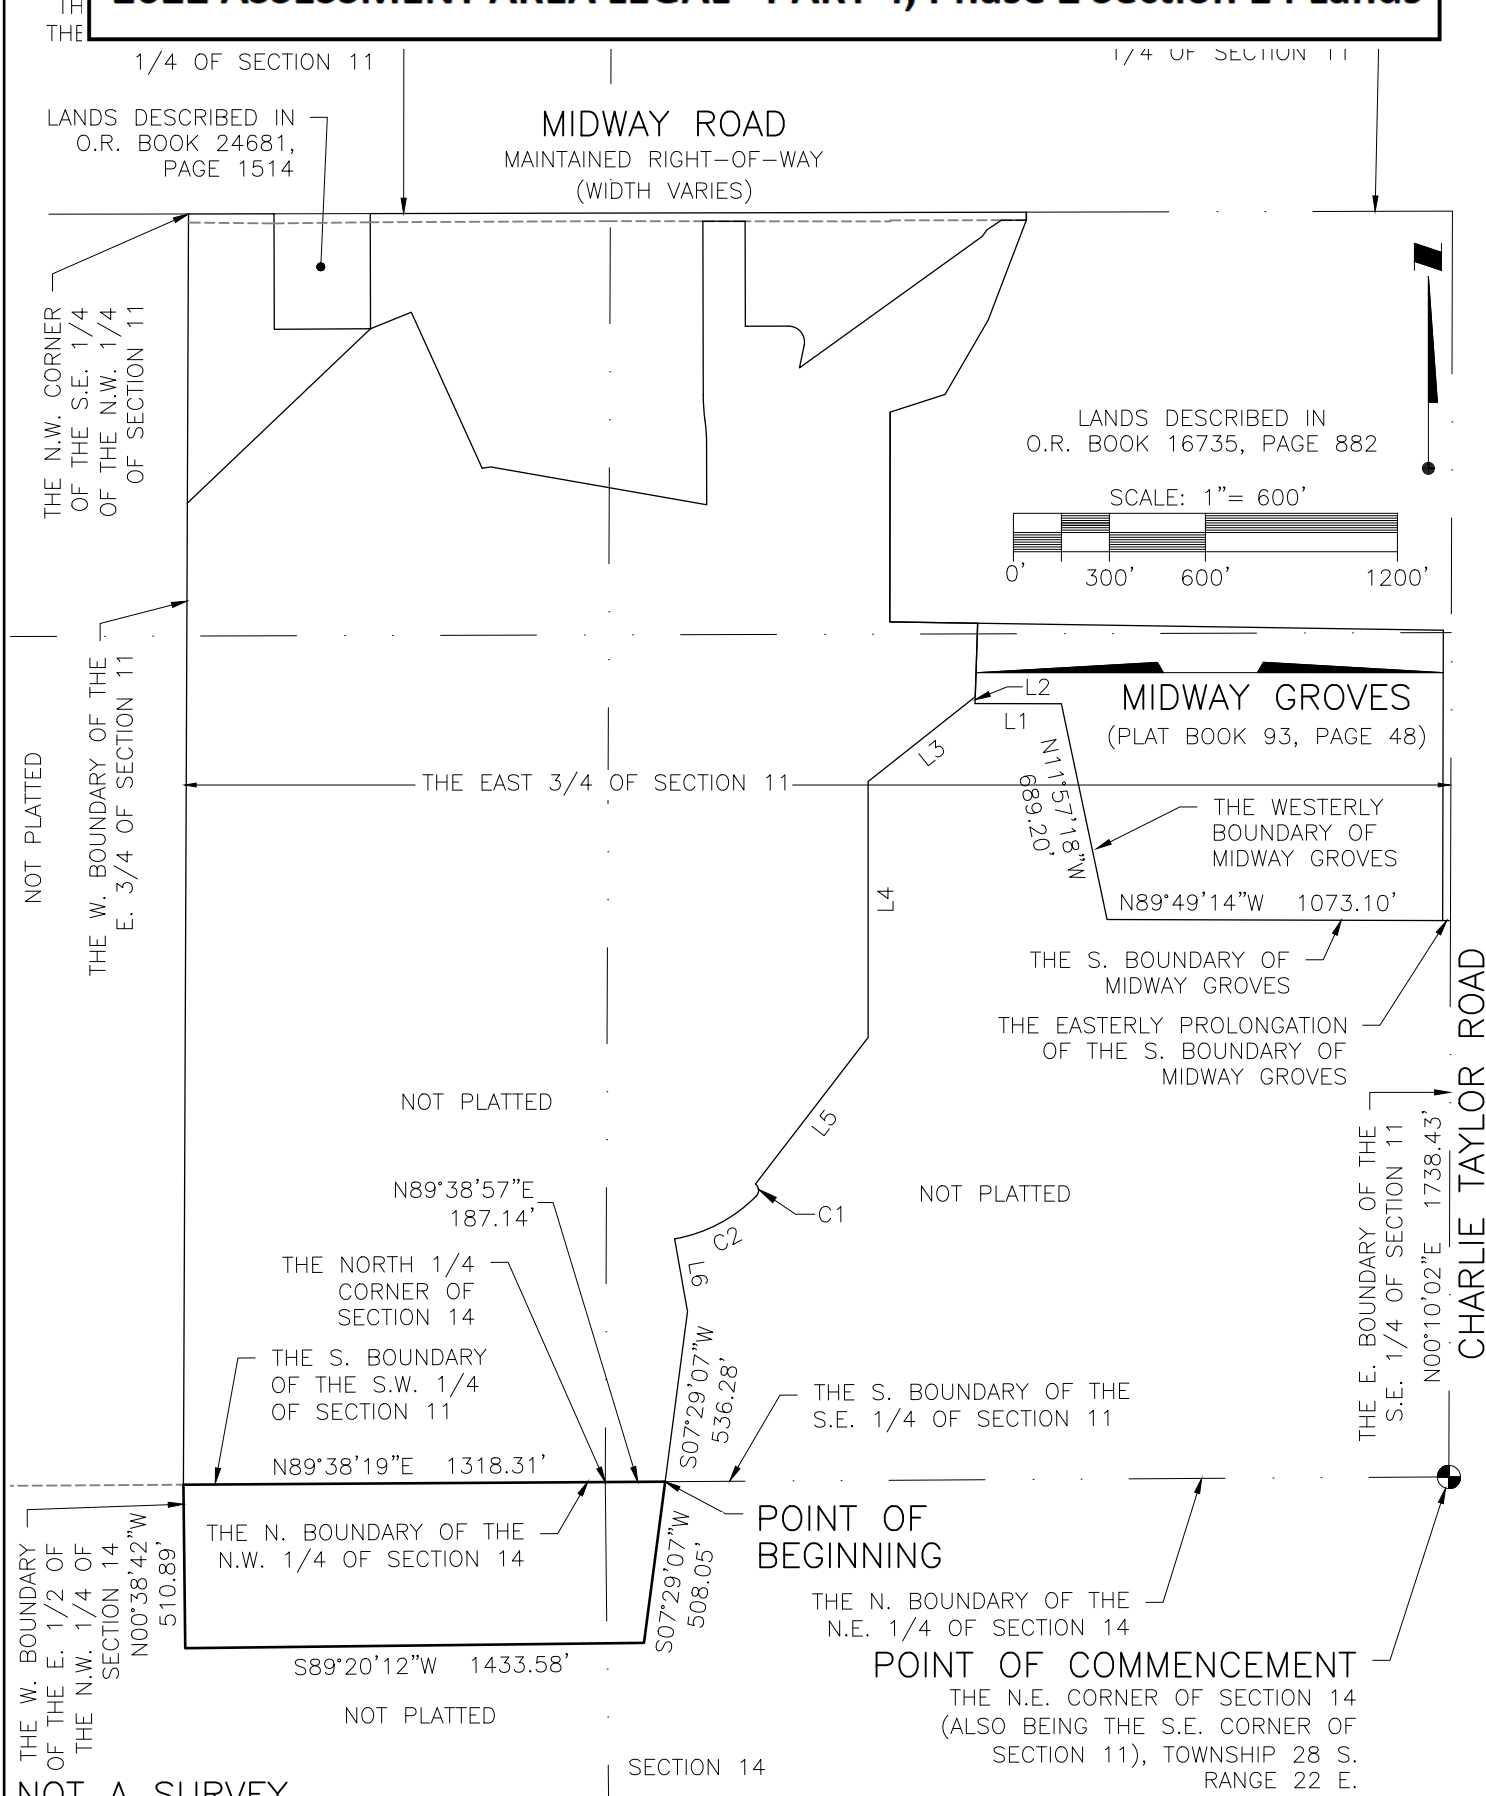 TH
THE
1/4 OF SECTION 11
1/4 OF SECTION 11
LANDS DESCRIBED IN
O.R. BOOK 24681,
PAGE 1514
MIDWAY ROAD
MAINTAINED RIGHT-OF-WAY
(WIDTH VARIES)
THE N.W. CORNER
OF THE S.E. 1/4
OF THE N.W. 1/4
OF SECTION 11
LANDS DESCRIBED IN
O.R. BOOK 16735, PAGE 882
SCALE: 1"= 600'
0' 300' 600' 1200'
THE W. BOUNDARY OF THE
E. 3/4 OF SECTION 11
NOT PLATTED
L2
L1
L3
MIDWAY GROVES
(PLAT BOOK 93, PAGE 48)
THE EAST 3/4 OF SECTION 11
N11°57'18"W
689.20'
THE WESTERLY
BOUNDARY OF
MIDWAY GROVES
L4
N89°49'14"W 1073.10'
THE S. BOUNDARY OF
MIDWAY GROVES
THE EASTERLY PROLONGATION
OF THE S. BOUNDARY OF
MIDWAY GROVES
CHARLIE TAYLOR ROAD
THE E. BOUNDARY OF THE
S.E. 1/4 OF SECTION 11
N00°10'02"E 1738.43'
NOT PLATTED
L5
N89°38'57"E
187.14'
NOT PLATTED
C1
C2
L6
THE NORTH 1/4
CORNER OF
SECTION 14
THE S. BOUNDARY
OF THE S.W. 1/4
OF SECTION 11
S07°29'07"W
536.28'
THE S. BOUNDARY OF THE
S.E. 1/4 OF SECTION 11
N89°38'19"E 1318.31'
THE N. BOUNDARY OF THE
N.W. 1/4 OF SECTION 14
POINT OF
BEGINNING
S07°29'07"W
508.05'
THE W. BOUNDARY
OF THE E. 1/2 OF
THE N.W. 1/4 OF
SECTION 14
N00°38'42"W
510.89'
S89°20'12"W 1433.58'
NOT PLATTED
THE N. BOUNDARY OF THE
N.E. 1/4 OF SECTION 14
POINT OF COMMENCEMENT
THE N.E. CORNER OF SECTION 14
(ALSO BEING THE S.E. CORNER OF
SECTION 11), TOWNSHIP 28 S.
RANGE 22 E.
SECTION 14
NOT A SURVEY